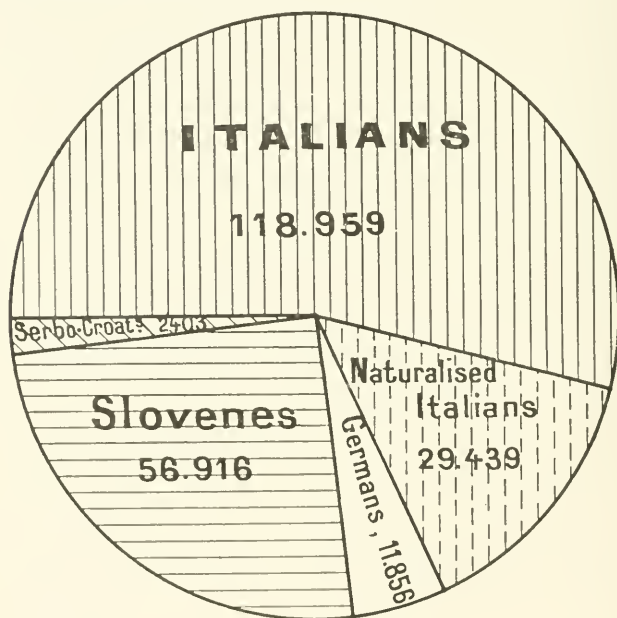 ITALIANS
118.959
Serbo-Croats 2403
Naturalised
Italians
29.439
Slovenes
56.916
Germans, 11.856